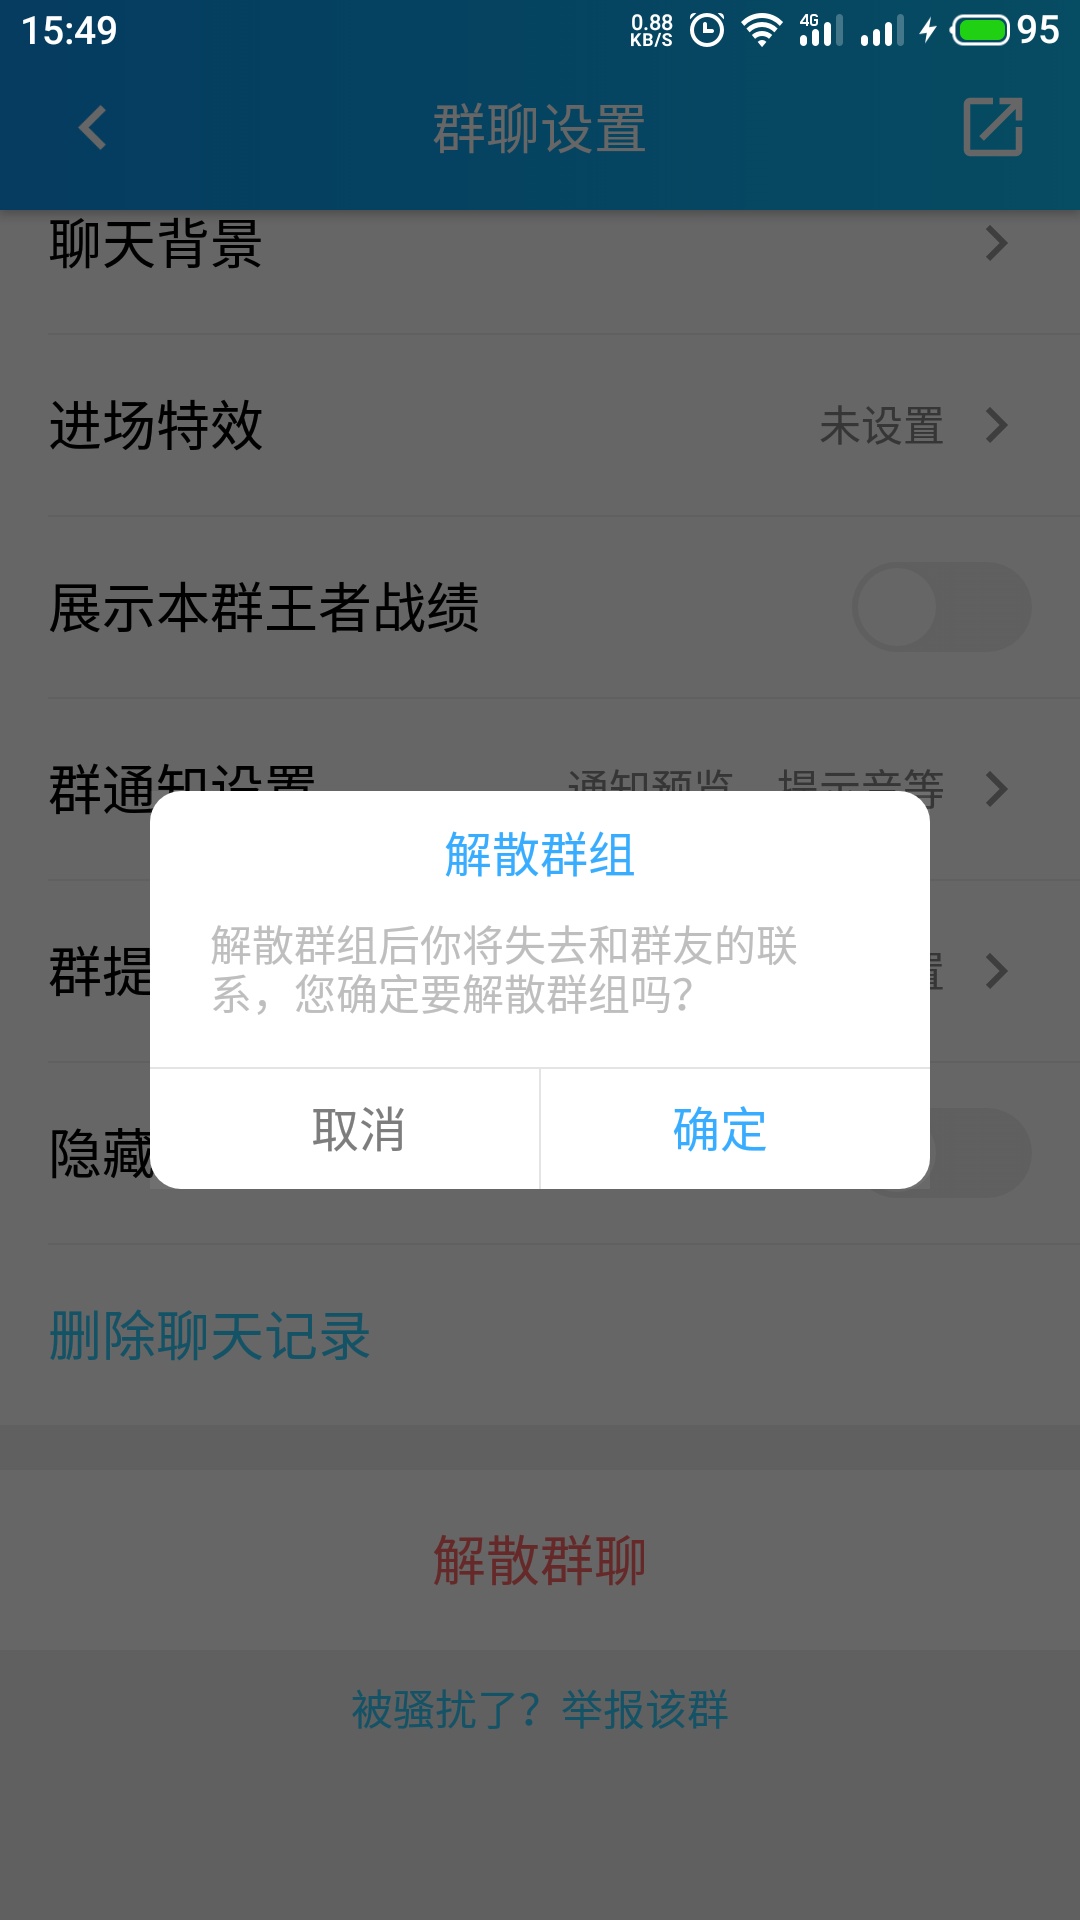 15:49
0.88
KB/S
4G
95
群聊设置
聊天背景
进场特效
未设置
展示本群王者战绩
群通知设置
通知预览、提示音等
解散群组
解散群组后你将失去和群友的联
系，您确定要解散群组吗？
群提
置
取消
确定
隐藏
删除聊天记录
解散群聊
被骚扰了？举报该群